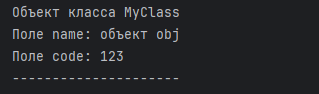 Объект класса MyClass
Поле name: объект obj
Поле code: 123
---------------------